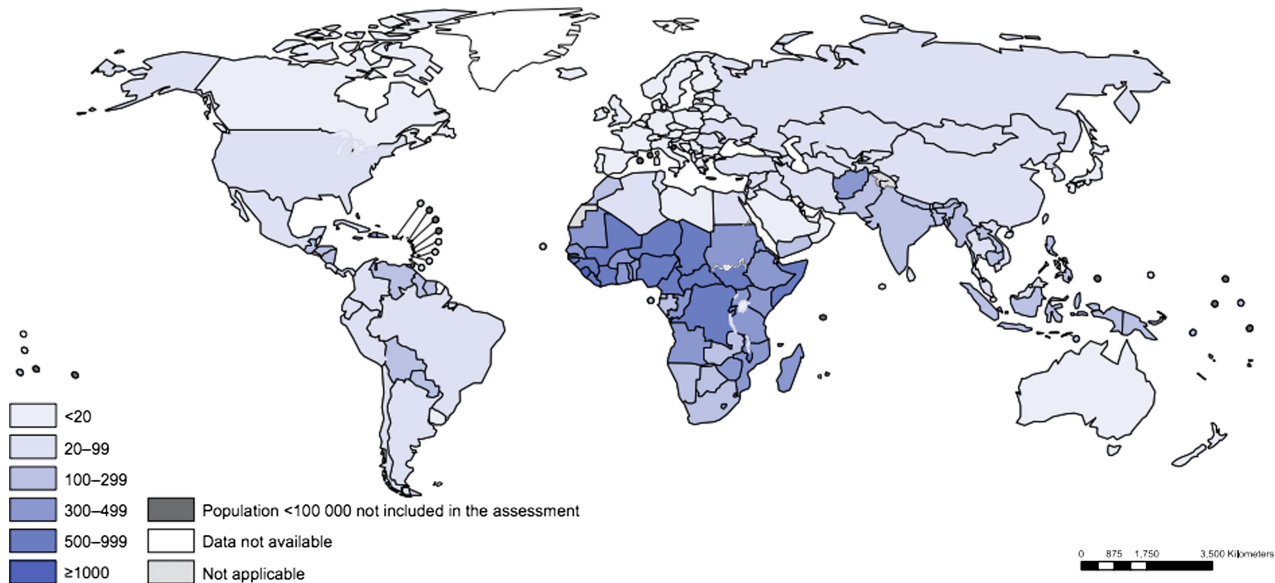 <20
20–99
100–299
300–499
500–999
≥1000
Population <100 000 not included in the assessment
Data not available
Not applicable
0 875 1,750 3,500 Kilometers